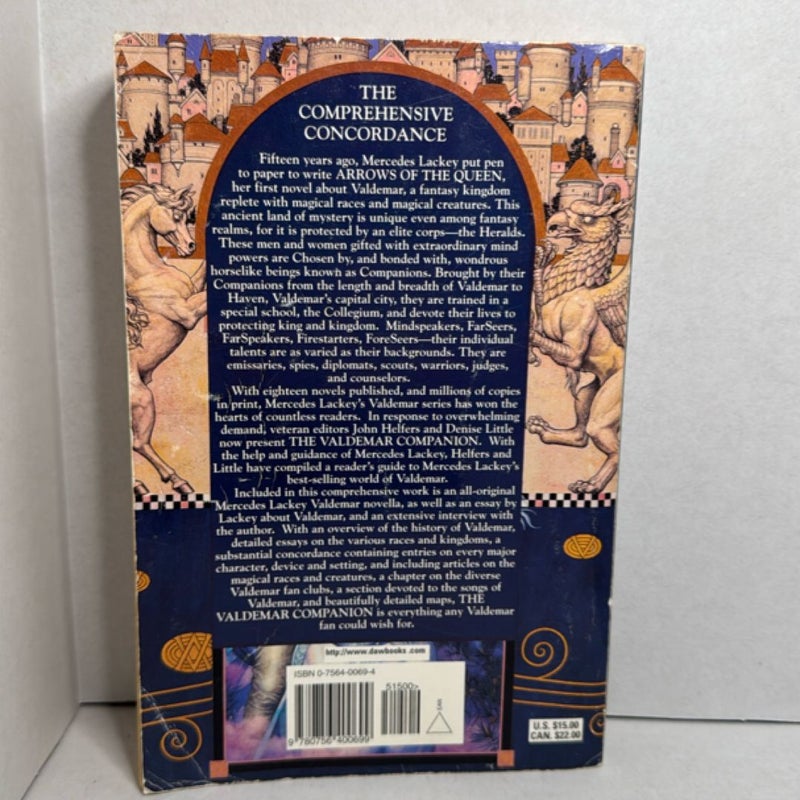 THE
COMPREHENSIVE
CONCORDANCE
Fifteen years ago, Mercedes Lackey put pen
to paper to write ARROWS OF THE QUEEN,
her first novel about Valdemar, a fantasy kingdom
replete with magical races and magical creatures. This
ancient land of mystery is unique even among fantasy
realms, for it is protected by an elite corps—the Heralds.
These men and women gifted with extraordinary mind
powers are Chosen by, and bonded with, wondrous
horselike beings known as Companions. Brought by their
Companions from the length and breadth of Valdemar to
Haven, Valdemar's capital city, they are trained in a
special school, the Collegium, and devote their lives to
protecting king and kingdom. Mindspeakers, FarSeers,
FarSpeakers, Firestarters, ForeSeers—their individual
talents are as varied as their backgrounds. They are
emissaries, spies, diplomats, scouts, warriors, judges,
and counselors.
With eighteen novels published, and millions of copies
in print, Mercedes Lackey's Valdemar series has won the
hearts of countless readers. In response to overwhelming
demand, veteran editors John Helfers and Denise Little
now present THE VALDEMAR COMPANION. With
the help and guidance of Mercedes Lackey, Helfers and
Little have compiled a reader's guide to Mercedes Lackey's
best-selling world of Valdemar.
Included in this comprehensive work is an all-original
Mercedes Lackey Valdemar novella, as well as an essay by
Lackey about Valdemar, and an extensive interview with
the author. With an overview of the history of Valdemar,
detailed essays on the various races and kingdoms, a
substantial concordance containing entries on every major
character, device and setting, and including articles on the
magical races and creatures, a chapter on the diverse
Valdemar fan clubs, a section devoted to the songs of
Valdemar, and beautifully detailed maps, THE
VALDEMAR COMPANION is everything any Valdemar
fan could wish for.
http://www.dawbooks.com
ISBN 0-7564-0069-4
51500>
EAN
9 780756 400699
U.S. $15.00
CAN. $22.00